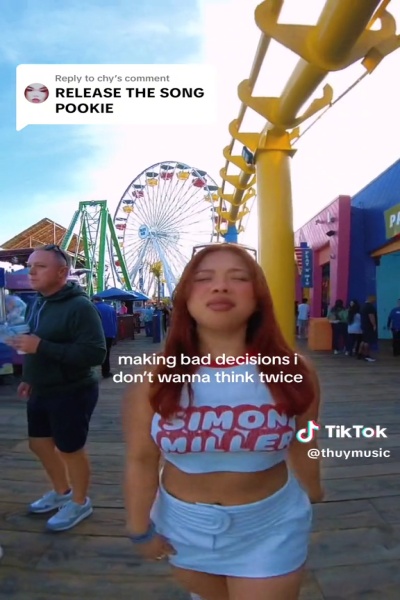 Reply to chy's comment
RELEASE THE SONG
POOKIE
making bad decisions i
don't wanna think twice
SIMON
MILLER
TikTok
@thuymusic